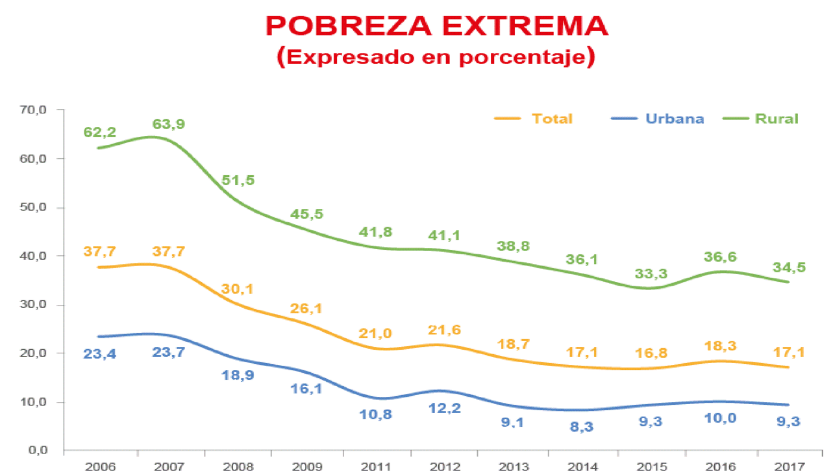 POBREZA EXTREMA
(Expresado en porcentaje)
70,0
60,0
50,0
40,0
30,0
20,0
10,0
0,0
Total Urbana Rural
62,2 63,9 51,5 45,5 41,8 41,1 38,8 36,1 33,3 36,6 34,5
37,7 37,7 30,1 26,1 21,0 21,6 18,7 17,1 16,8 18,3 17,1
23,4 23,7 18,9 16,1 10,8 12,2 9.1 8,3 9,3 10,0 9,3
2006 2007 2008 2009 2011 2012 2013 2014 2015 2016 2017